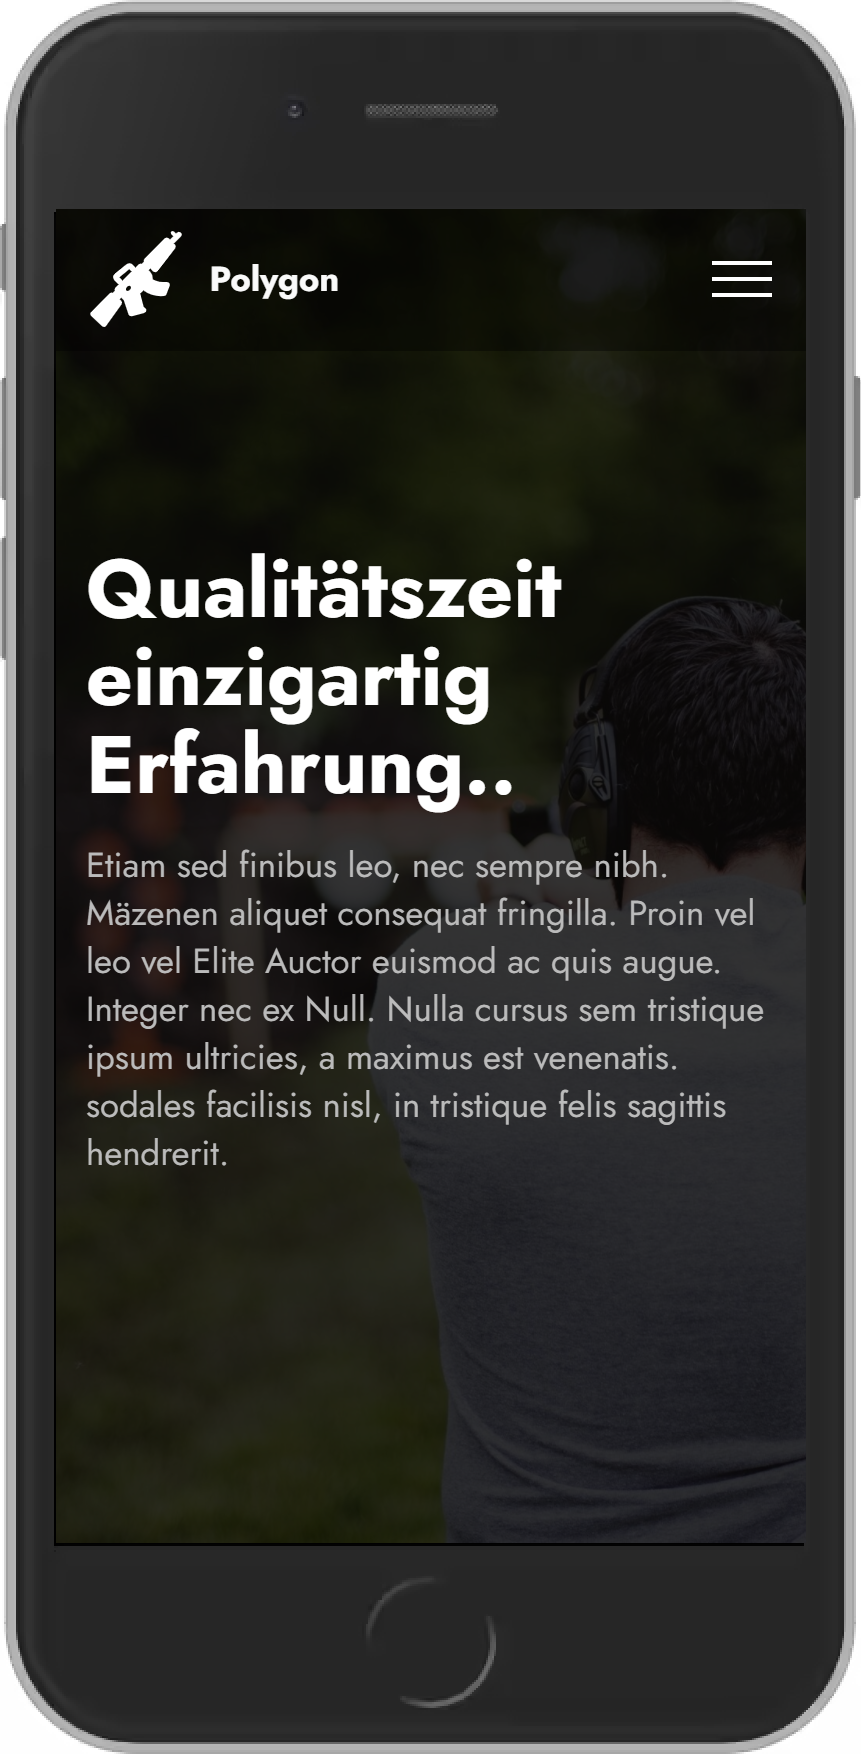 Polygon
Qualitätszeit
einzigartig
Erfahrung..
Etiam sed finibus leo, nec sempre nibh.
Mäzenen aliquet consequat fringilla. Proin vel
leo vel Elite Auctor euismod ac quis augue.
Integer nec ex Null. Nulla cursus sem tristique
ipsum ultricies, a maximus est venenatis.
sodales facilisis nisl, in tristique felis sagittis
hendrerit.